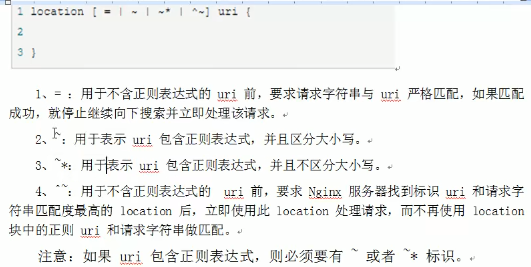 1 location [ = | ~ | ~* | ^~] uri {
2
3 }
1、= ：用于不含正则表达式的 uri 前，要求请求字符串与 uri 严格匹配，如果匹配
成功，就停止继续向下搜索并立即处理该请求。
2、~：用于表示 uri 包含正则表达式，并且区分大小写。
3、~*：用于表示 uri 包含正则表达式，并且不区分大小写。
4、^~：用于不含正则表达式的 uri 前，要求 Nginx 服务器找到标识 uri 和请求字
符串匹配度最高的 location 后，立即使用此 location 处理请求，而不再使用 location
块中的正则 uri 和请求字符串做匹配。
注意：如果 uri 包含正则表达式，则必须要有 ~ 或者 ~* 标识。